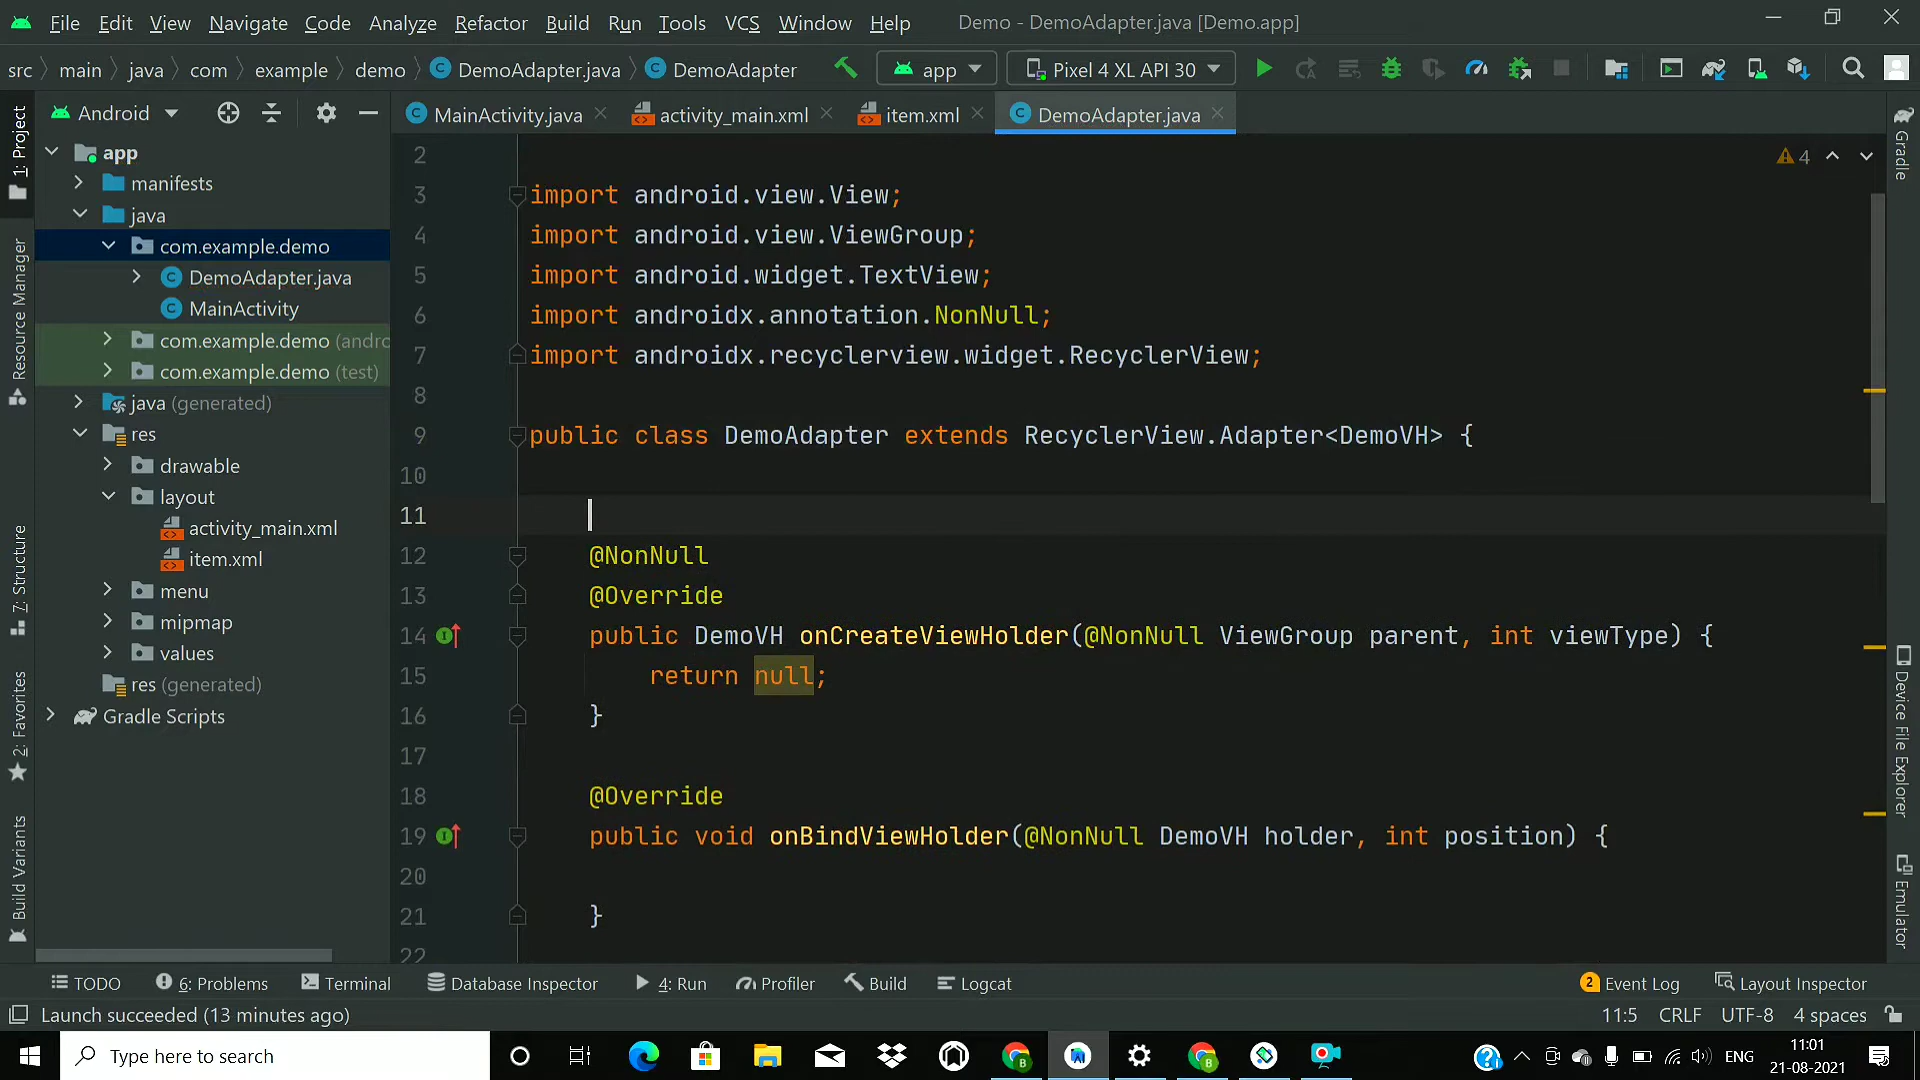 File Edit View Navigate Code Analyze Refactor Build Run Tools VCS Window Help Demo - DemoAdapter.java [Demo.app]
src main java com example demo DemoAdapter.java DemoAdapter app Pixel 4 XL API 30
1: Project
Resource Manager
7: Structure
2: Favorites
Build Variants
Android
app
manifests
java
com.example.demo
DemoAdapter.java
MainActivity
com.example.demo (andro
com.example.demo (test)
java (generated)
res
drawable
layout
activity_main.xml
item.xml
menu
mipmap
values
res (generated)
Gradle Scripts
MainActivity.java activity_main.xml item.xml DemoAdapter.java
4
2
3 import android.view.View;
4 import android.view.ViewGroup;
5 import android.widget.TextView;
6 import androidx.annotation.NonNull;
7 import androidx.recyclerview.widget.RecyclerView;
8
9 public class DemoAdapter extends RecyclerView.Adapter<DemoVH> {
10
11
12 @NonNull
13 @Override
14 public DemoVH onCreateViewHolder(@NonNull ViewGroup parent, int viewType) {
15 return null;
16 }
17
18 @Override
19 public void onBindViewHolder(@NonNull DemoVH holder, int position) {
20
21 }
22
Gradle
Device File Explorer
Emulator
TODO 6: Problems Terminal Database Inspector 4: Run Profiler Build Logcat 2 Event Log Layout Inspector
Launch succeeded (13 minutes ago) 11:5 CRLF UTF-8 4 spaces
Type here to search ENG 11:01
21-08-2021